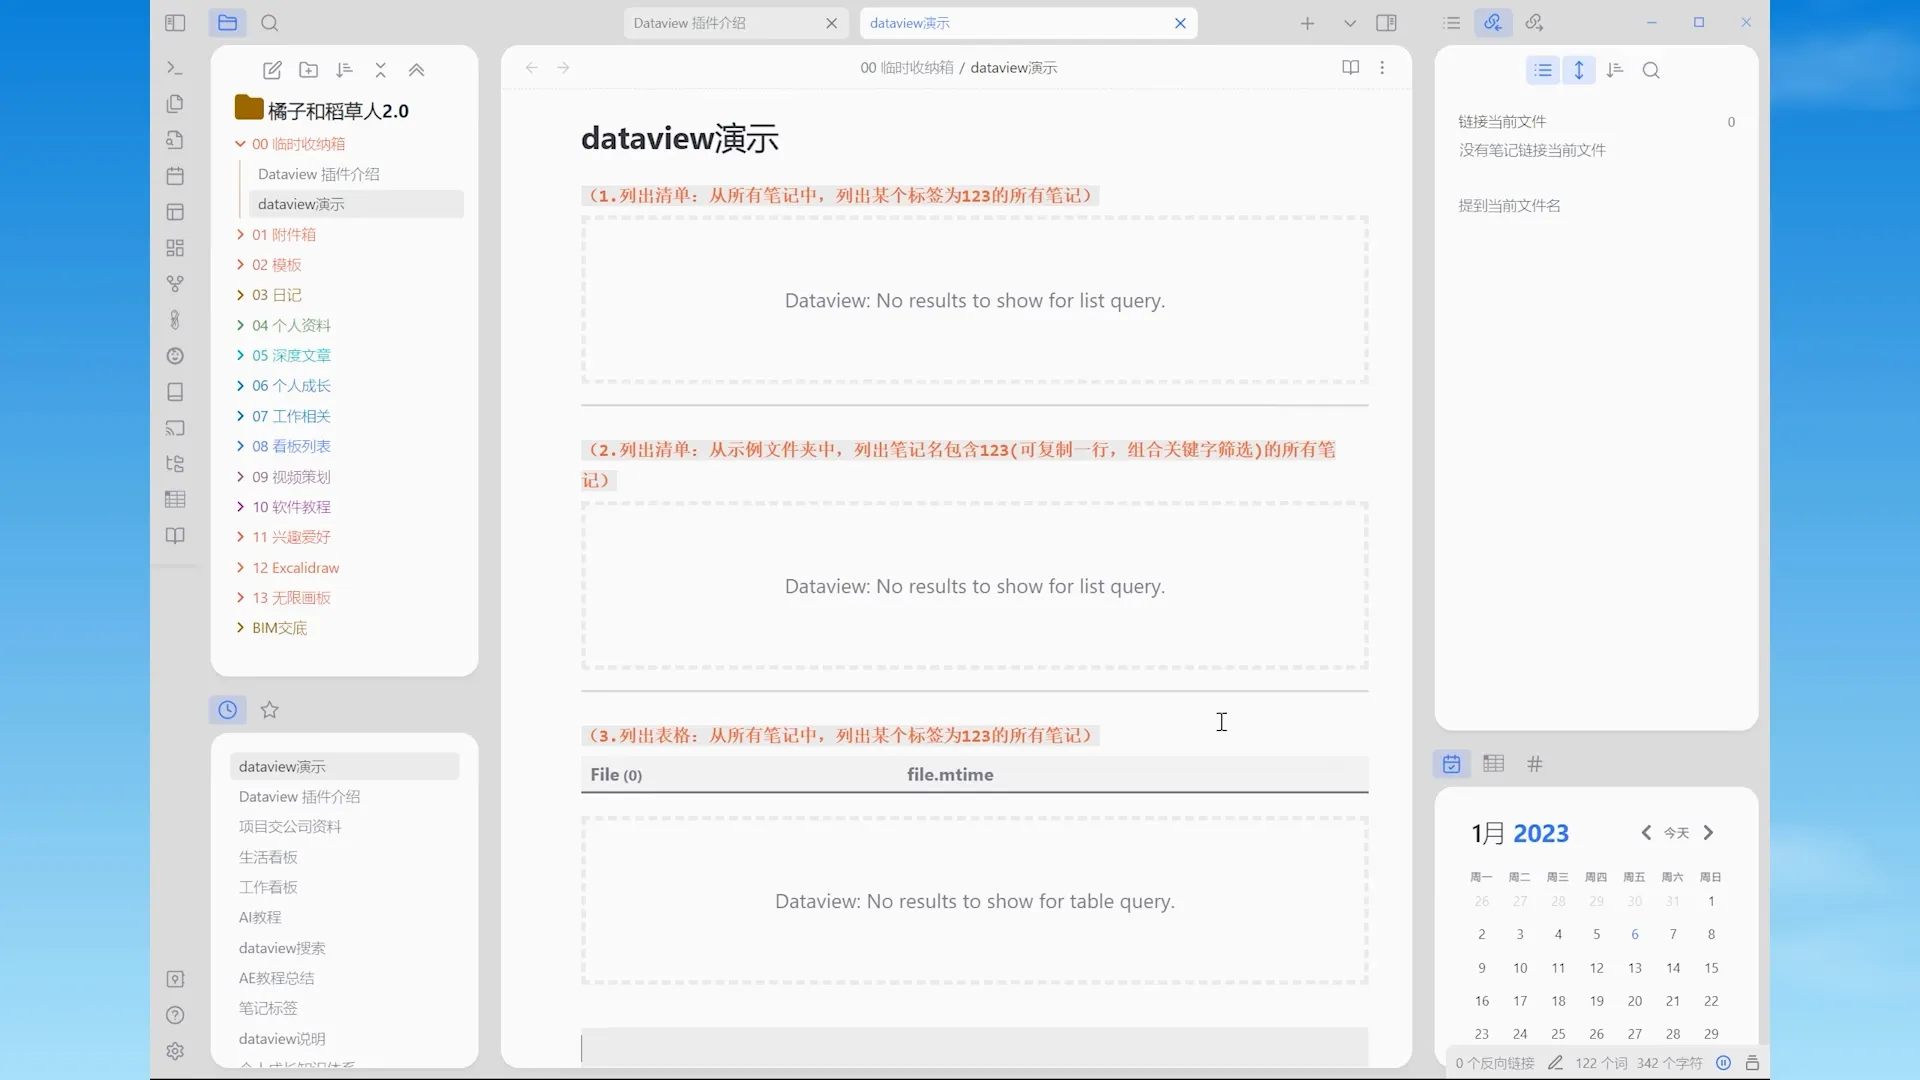 Dataview 插件介绍
dataview演示
橘子和稻草人2.0
00 临时收纳箱
Dataview 插件介绍
dataview演示
01 附件箱
02 模板
03 日记
04 个人资料
05 深度文章
06 个人成长
07 工作相关
08 看板列表
09 视频策划
10 软件教程
11 兴趣爱好
12 Excalidraw
13 无限画板
BIM交底
dataview演示
Dataview 插件介绍
项目交公司资料
生活看板
工作看板
AI教程
dataview搜索
AE教程总结
笔记标签
dataview说明
个人成长知识体系
00 临时收纳箱 / dataview演示
dataview演示
（1.列出清单：从所有笔记中，列出某个标签为123的所有笔记）
Dataview: No results to show for list query.
（2.列出清单：从示例文件夹中，列出笔记名包含123(可复制一行，组合关键字筛选)的所有笔
记）
Dataview: No results to show for list query.
（3.列出表格：从所有笔记中，列出某个标签为123的所有笔记）
File (0) file.mtime
Dataview: No results to show for table query.
链接当前文件 0
没有笔记链接当前文件
提到当前文件名
1月 2023 今天
周一 周二 周三 周四 周五 周六 周日
26 27 28 29 30 31 1
2 3 4 5 6 7 8
9 10 11 12 13 14 15
16 17 18 19 20 21 22
23 24 25 26 27 28 29
0 个反向链接 122 个词 342 个字符